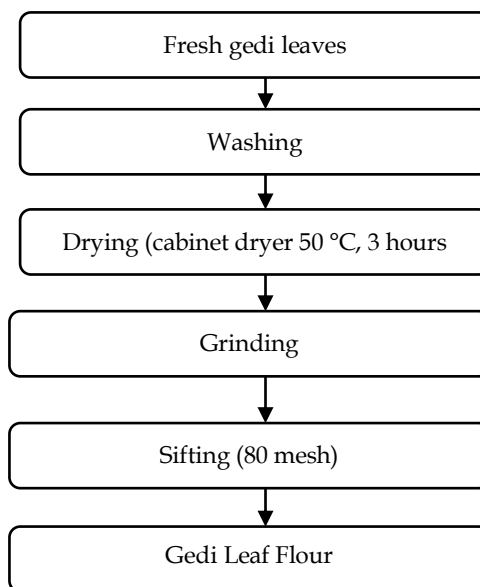 Fresh gedi leaves
Washing
Drying (cabinet dryer 50 °C, 3 hours
Grinding
Sifting (80 mesh)
Gedi Leaf Flour